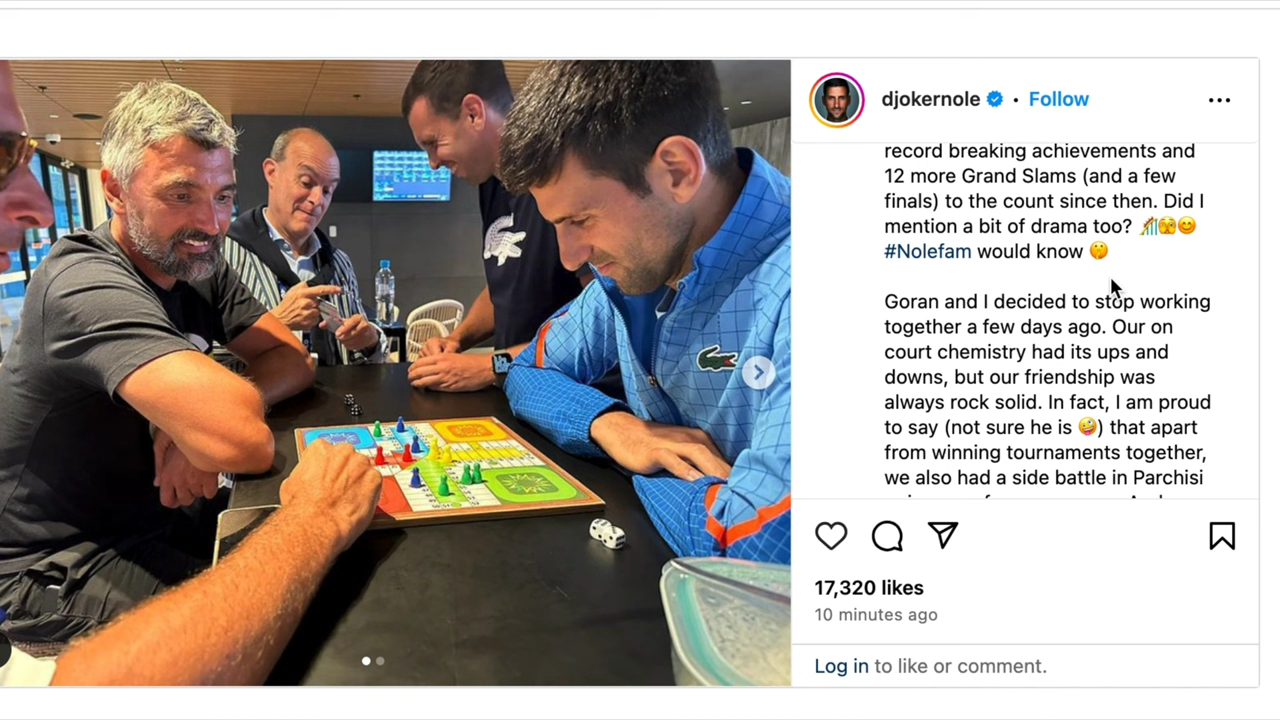 djokernole • Follow
record breaking achievements and
12 more Grand Slams (and a few
finals) to the count since then. Did I
mention a bit of drama too? 🎢🫣😊
#Nolefam would know 🤭
Goran and I decided to stop working
together a few days ago. Our on
court chemistry had its ups and
downs, but our friendship was
always rock solid. In fact, I am proud
to say (not sure he is 🤪) that apart
from winning tournaments together,
we also had a side battle in Parchisi
17,320 likes
10 minutes ago
Log in to like or comment.